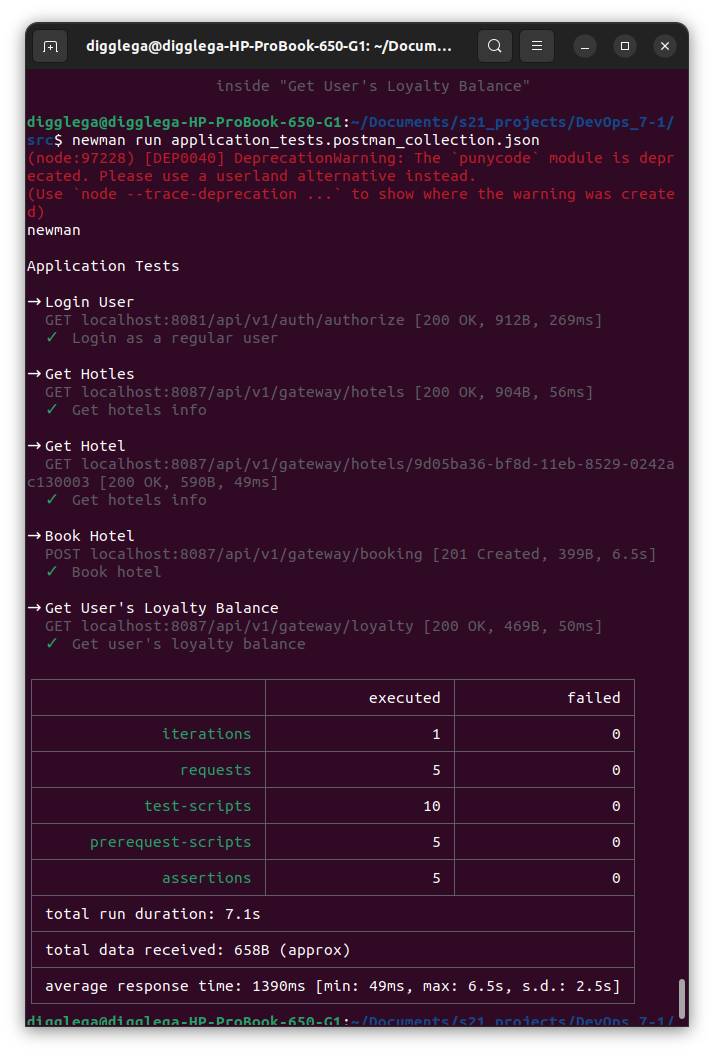 digglega@digglega-HP-ProBook-650-G1: ~/Docum...
inside "Get User's Loyalty Balance"
digglega@digglega-HP-ProBook-650-G1:~/Documents/s21_projects/DevOps_7-1/
src$ newman run application_tests.postman_collection.json
(node:97228) [DEP0040] DeprecationWarning: The `punycode` module is depr
ecated. Please use a userland alternative instead.
(Use `node --trace-deprecation ...` to show where the warning was create
d)
newman
Application Tests
→ Login User
GET localhost:8081/api/v1/auth/authorize [200 OK, 912B, 269ms]
✓ Login as a regular user
→ Get Hotles
GET localhost:8087/api/v1/gateway/hotels [200 OK, 904B, 56ms]
✓ Get hotels info
→ Get Hotel
GET localhost:8087/api/v1/gateway/hotels/9d05ba36-bf8d-11eb-8529-0242a
c130003 [200 OK, 590B, 49ms]
✓ Get hotels info
→ Book Hotel
POST localhost:8087/api/v1/gateway/booking [201 Created, 399B, 6.5s]
✓ Book hotel
→ Get User's Loyalty Balance
GET localhost:8087/api/v1/gateway/loyalty [200 OK, 469B, 50ms]
✓ Get user's loyalty balance
executed failed
iterations 1 0
requests 5 0
test-scripts 10 0
prerequest-scripts 5 0
assertions 5 0
total run duration: 7.1s
total data received: 658B (approx)
average response time: 1390ms [min: 49ms, max: 6.5s, s.d.: 2.5s]
digglega@digglega-HP-ProBook-650-G1:~/Documents/s21_projects/DevOps_7-1/